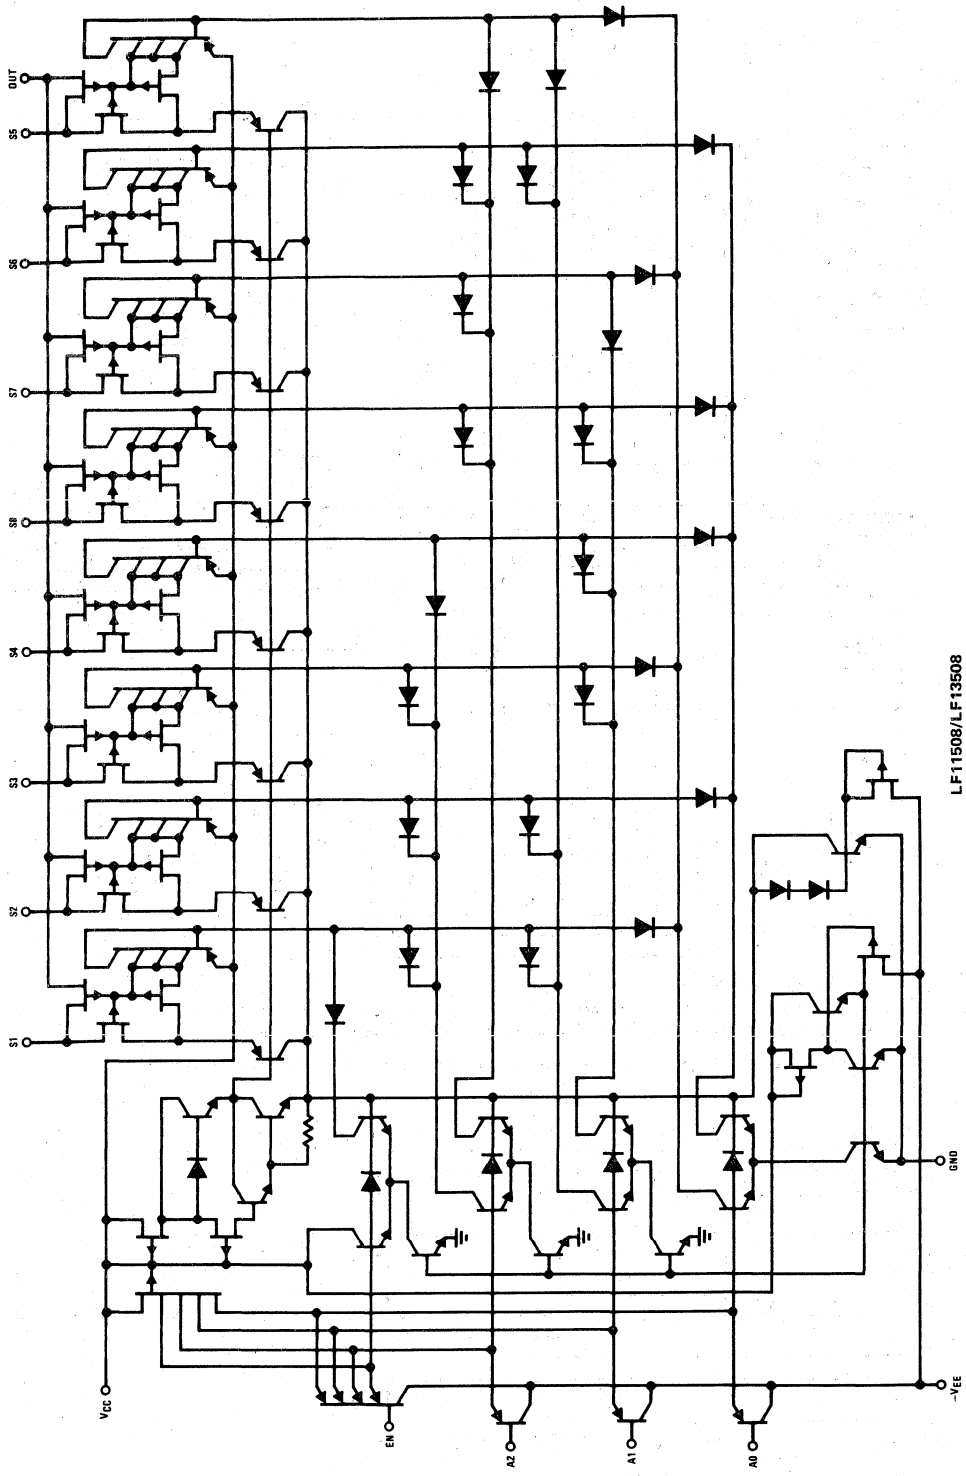 OUT
S5
S6
S7
S8
S4
S3
S2
S1
VCC
EN
A2
A1
A0
GND
-VEE
LF11508/LF13508